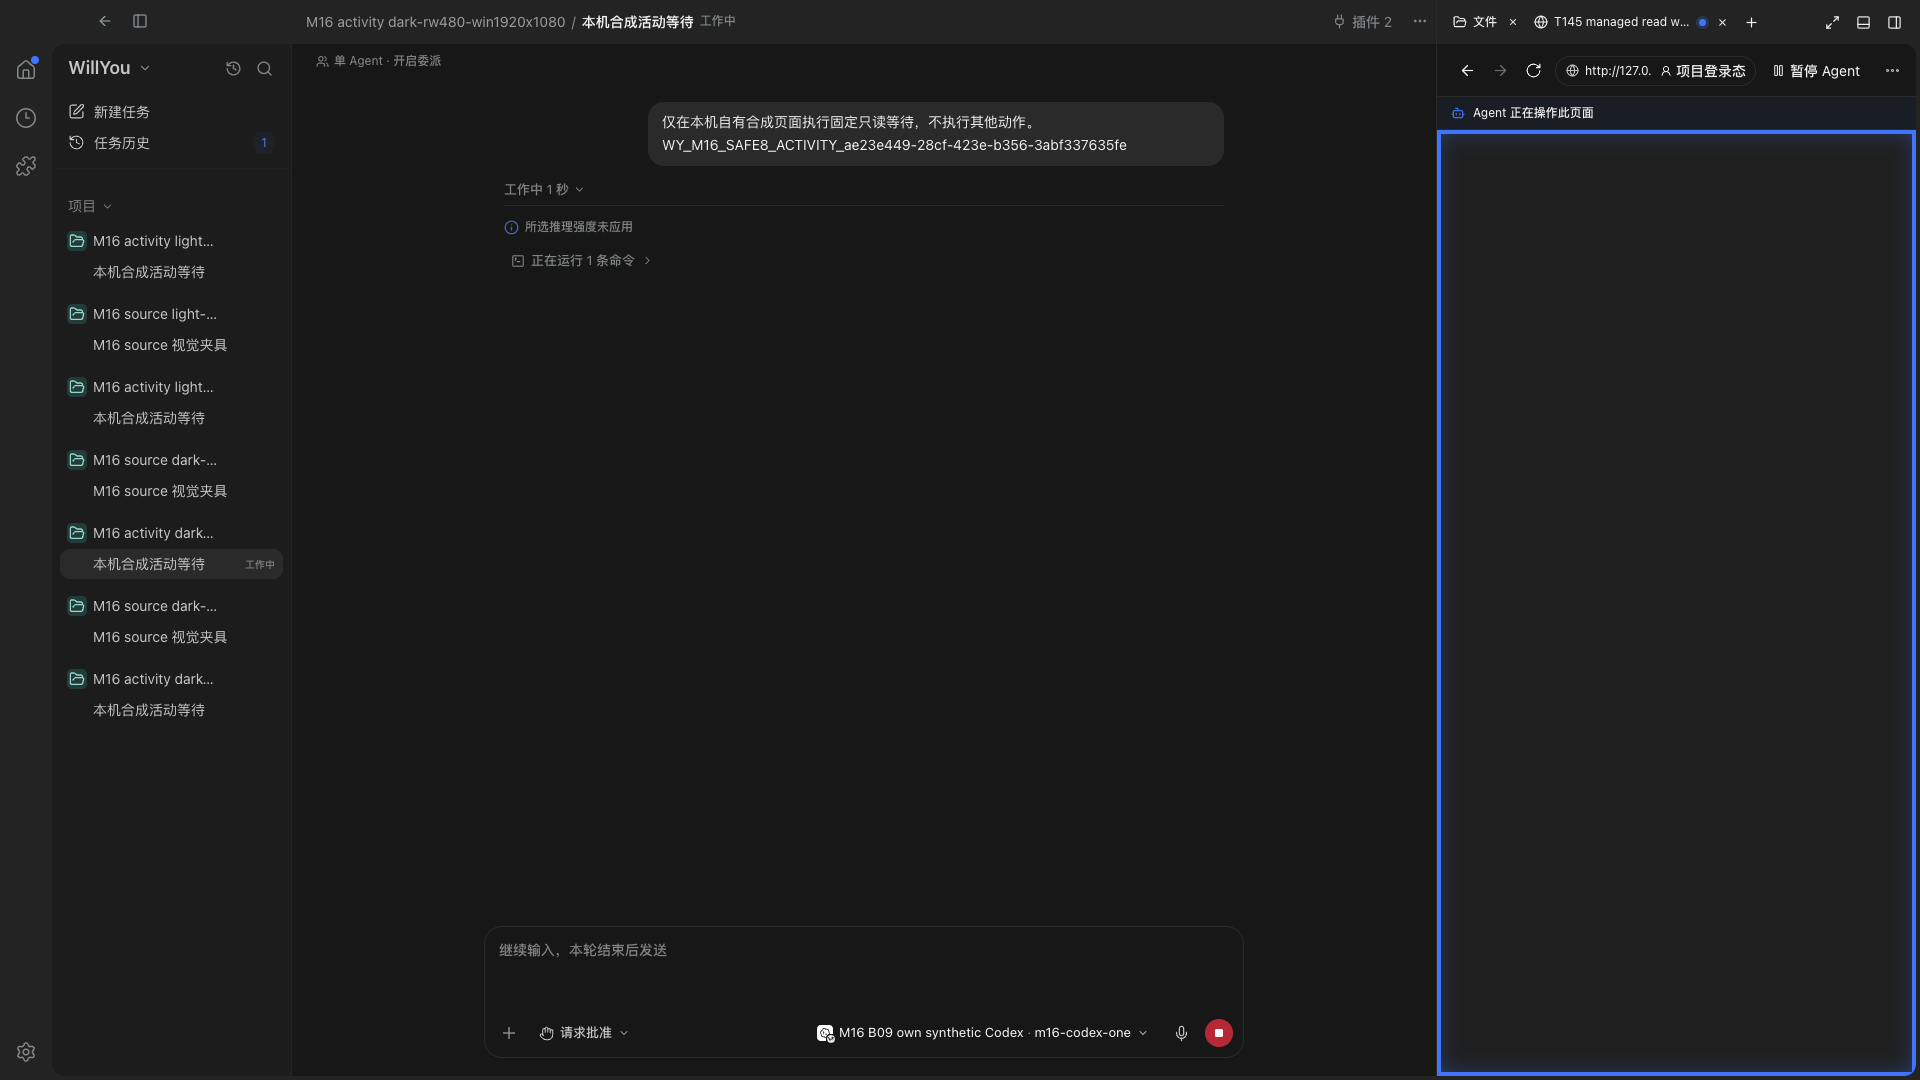 M16 activity dark-rw480-win1920x1080 / 本机合成活动等待 工作中
插件 2
文件
T145 managed read w...
WillYou
新建任务
任务历史 1
项目
M16 activity light...
本机合成活动等待
M16 source light-...
M16 source 视觉夹具
M16 activity light...
本机合成活动等待
M16 source dark-...
M16 source 视觉夹具
M16 activity dark...
本机合成活动等待 工作中
M16 source dark-...
M16 source 视觉夹具
M16 activity dark...
本机合成活动等待
单 Agent · 开启委派
仅在本机自有合成页面执行固定只读等待，不执行其他动作。
WY_M16_SAFE8_ACTIVITY_ae23e449-28cf-423e-b356-3abf337635fe
工作中 1 秒
所选推理强度未应用
正在运行 1 条命令
继续输入，本轮结束后发送
请求批准
M16 B09 own synthetic Codex · m16-codex-one
http://127.0. 项目登录态
暂停 Agent
Agent 正在操作此页面